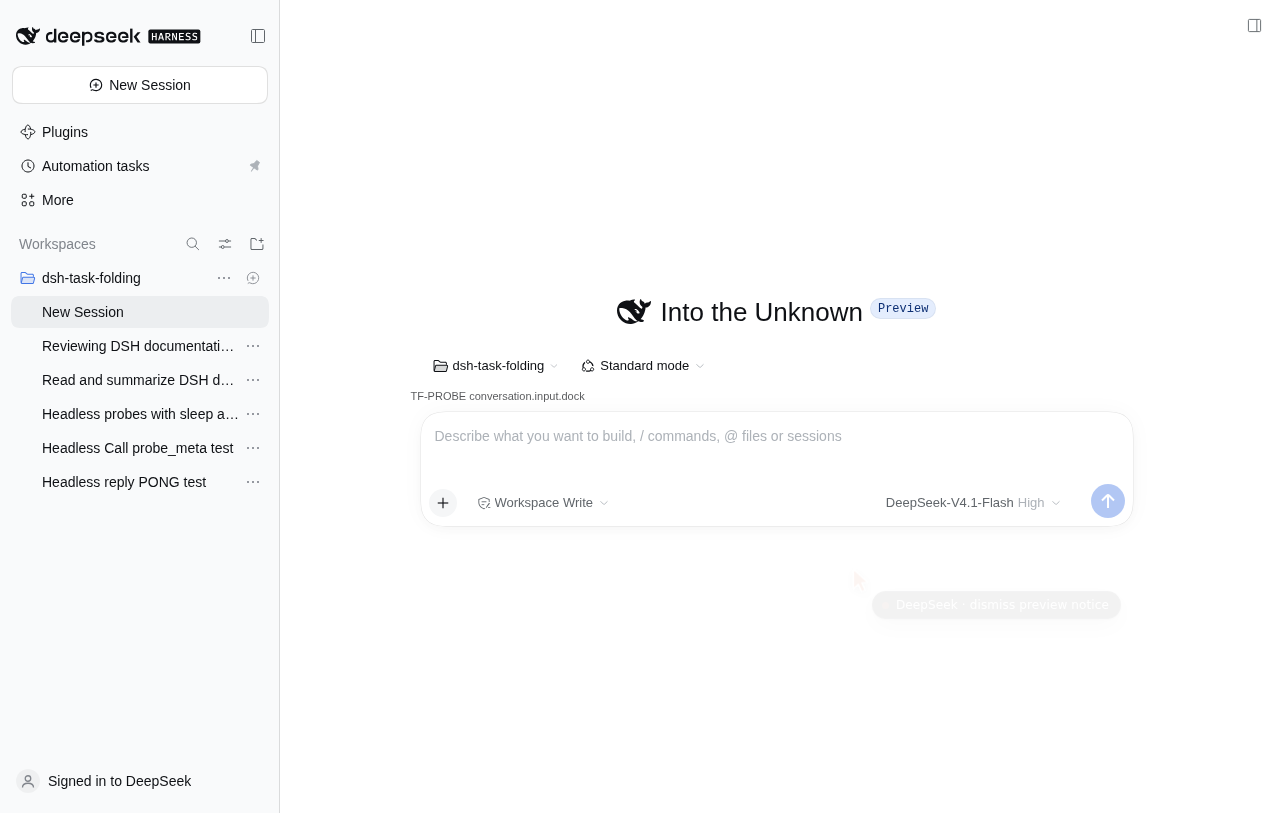 deepseek HARNESS
New Session
Plugins
Automation tasks
More
Workspaces
dsh-task-folding
New Session
Reviewing DSH documentati...
Read and summarize DSH d...
Headless probes with sleep a...
Headless Call probe_meta test
Headless reply PONG test
Signed in to DeepSeek
Into the Unknown Preview
dsh-task-folding Standard mode
TF-PROBE conversation.input.dock
Describe what you want to build, / commands, @ files or sessions
Workspace Write DeepSeek-V4.1-Flash High
DeepSeek · dismiss preview notice